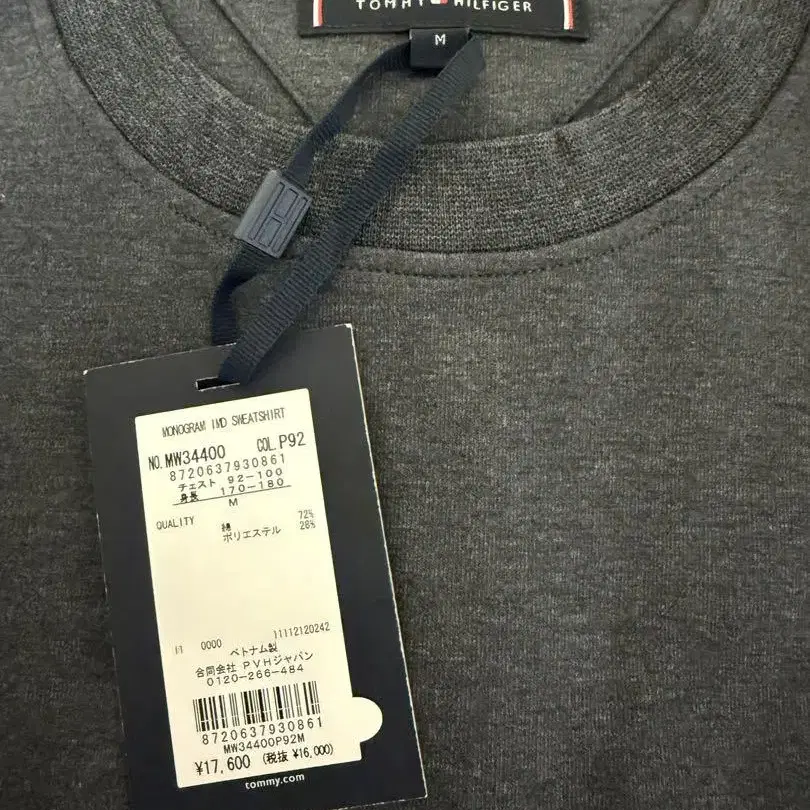 TOMMY HILFIGER
M
MONOGRAM IMD SWEATSHIRT
NO. MW34400 COL. P92
8720637930861
チェスト 92-100
身長 170-180
M
QUALITY 綿 72%
ポリエステル 28%
0000 11112120242
ベトナム製
合同会社 PVHジャパン
0120-266-484
8720637930861
MW34400P92M
¥17,600 (税抜 ¥16,000)
tommy.com